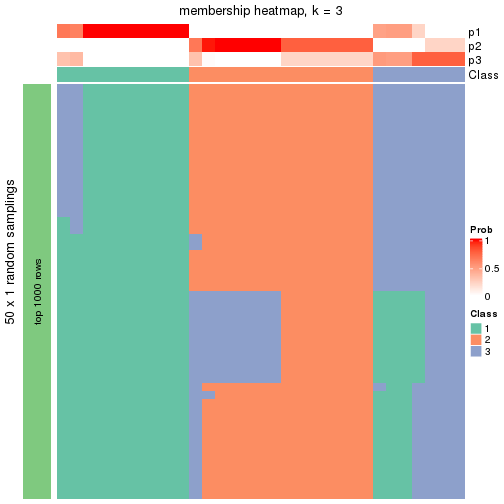 membership heatmap, k = 3
p1
p2
p3
Class
50 x 1 random samplings
top 1000 rows
Prob
1
0.5
0
Class
1
2
3